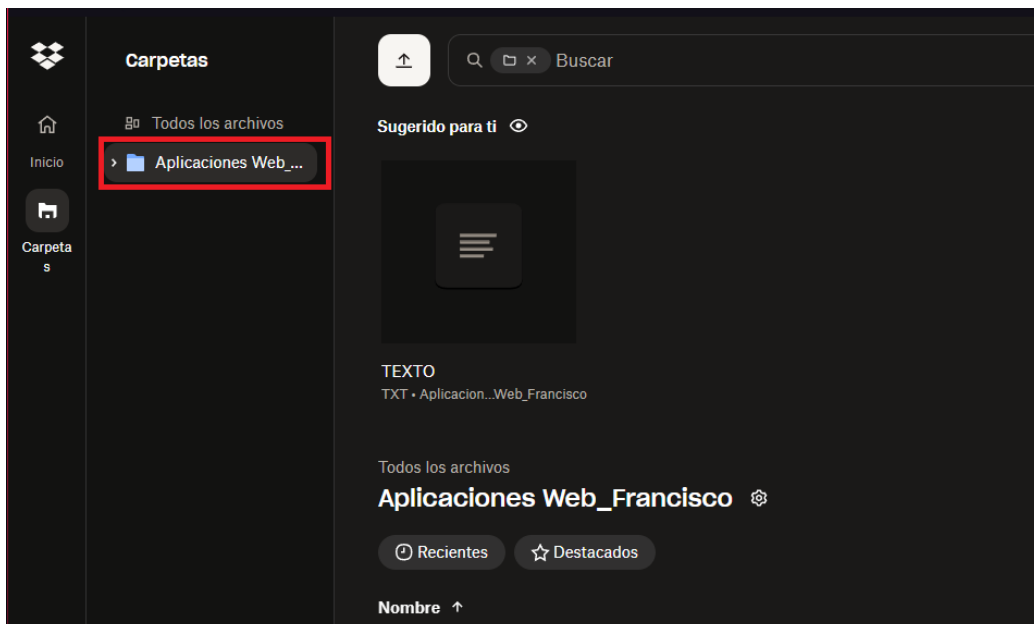 Carpetas
Buscar
Todos los archivos
Sugerido para ti
Inicio
Aplicaciones Web_...
Carpeta
s
TEXTO
TXT • Aplicacion...Web_Francisco
Todos los archivos
Aplicaciones Web_Francisco
Recientes
Destacados
Nombre ↑